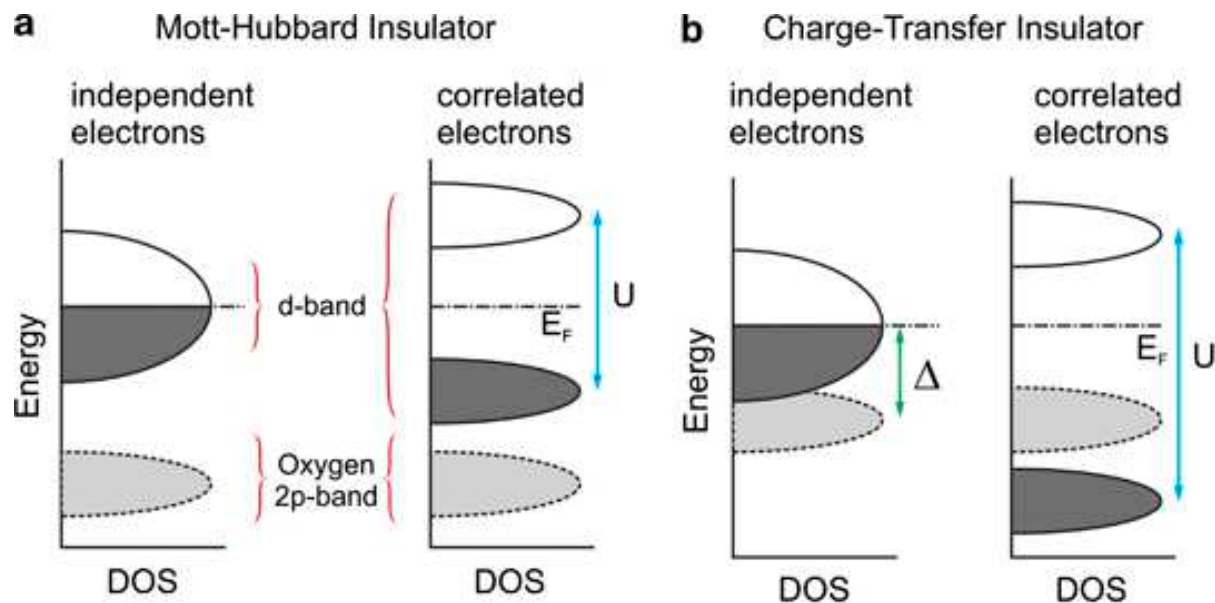 a Mott-Hubbard Insulator
independent
electrons
correlated
electrons
Energy
d-band
Oxygen
2p-band
E_F
U
DOS
DOS
b Charge-Transfer Insulator
independent
electrons
correlated
electrons
Energy
Δ
E_F
U
DOS
DOS